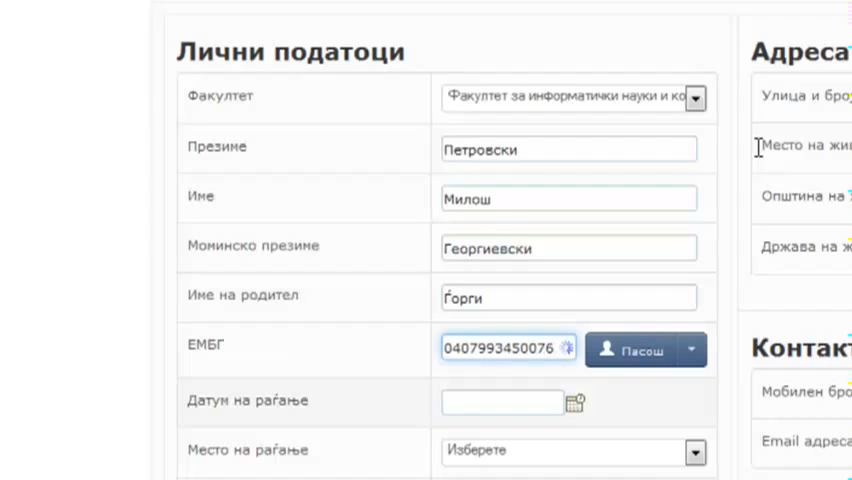 Лични податоци
Факултет
Факултет за информатички науки и ко
Презиме
Петровски
Име
Милош
Моминско презиме
Георгиевски
Име на родител
Ѓорги
ЕМБГ
0407993450076
Пасош
Датум на раѓање
Место на раѓање
Изберете
Адреса
Улица и број
Место на жи
Општина на
Држава на ж
Контакт
Мобилен бро
Email адреса